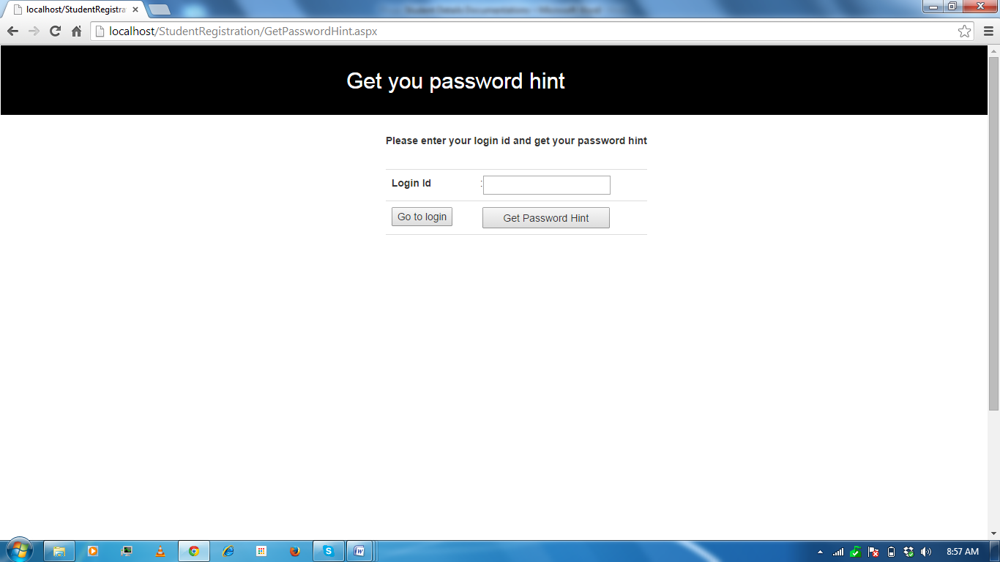 localhost/StudentRegistra
localhost/StudentRegistration/GetPasswordHint.aspx
Get you password hint
Please enter your login id and get your password hint
Login Id :
Go to login Get Password Hint
8:57 AM